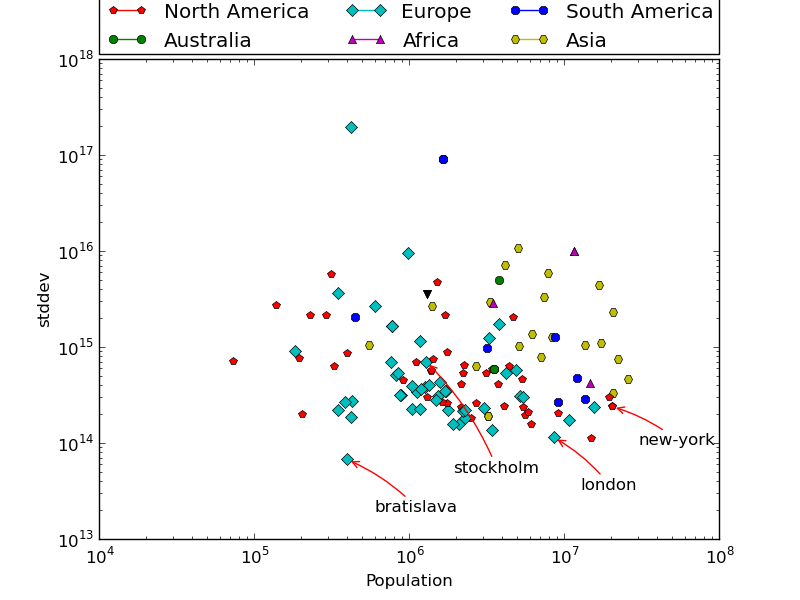 North America Europe South America
Australia Africa Asia
10^18
10^17
10^16
10^15
10^14
10^13
stddev
new-york
stockholm
london
bratislava
10^4 10^5 10^6 10^7 10^8
Population